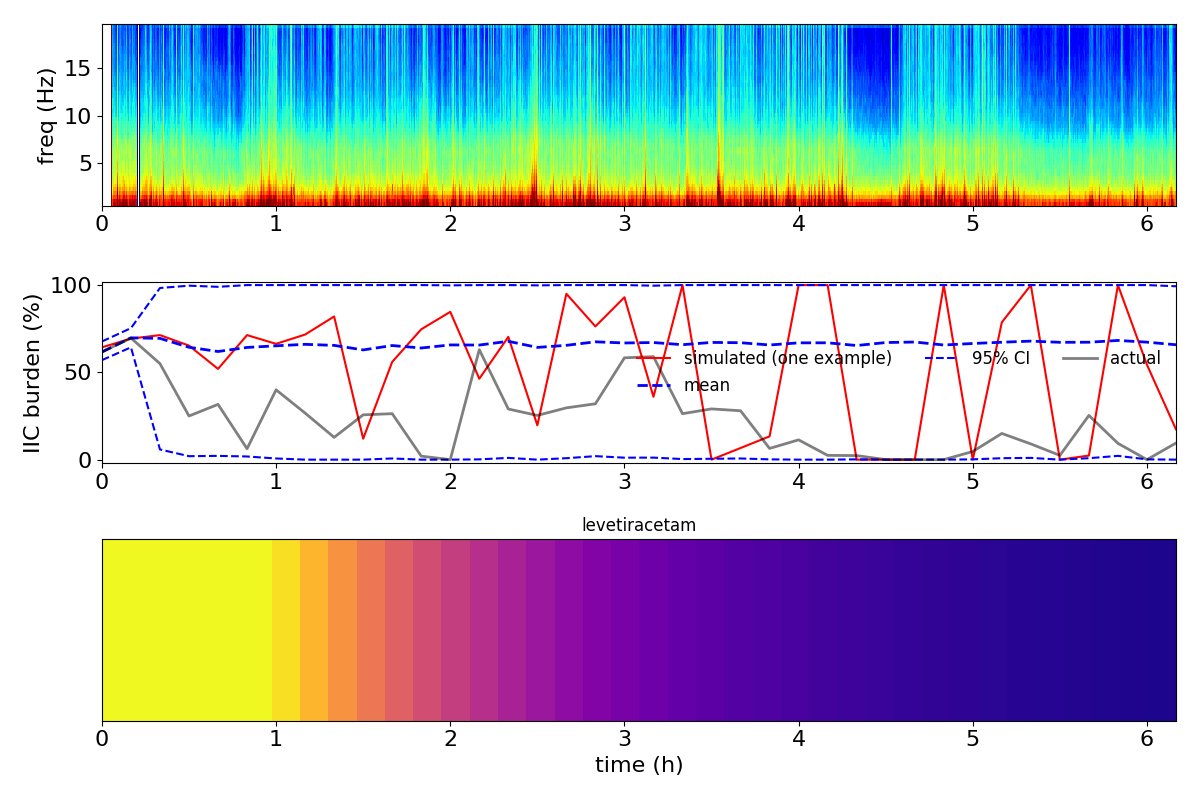 freq (Hz)
15
10
5
0 1 2 3 4 5 6
IIC burden (%)
100
50
0
simulated (one example) 95% CI actual
mean
0 1 2 3 4 5 6
levetiracetam
0 1 2 3 4 5 6
time (h)